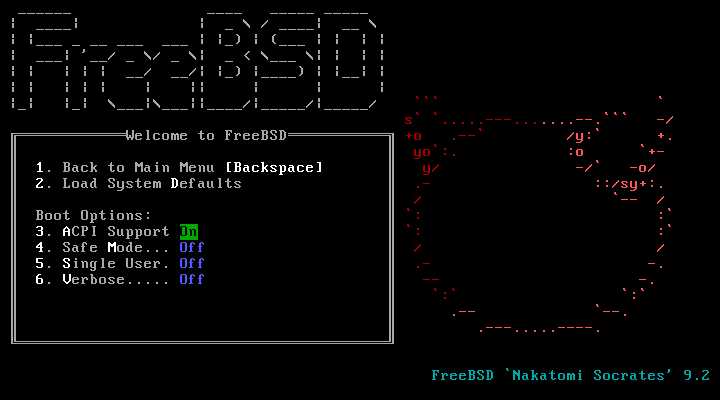 FreeBSD
Welcome to FreeBSD
1. Back to Main Menu [Backspace]
2. Load System Defaults
Boot Options:
3. ACPI Support On
4. Safe Mode... Off
5. Single User. Off
6. Verbose..... Off
FreeBSD `Nakatomi Socrates' 9.2